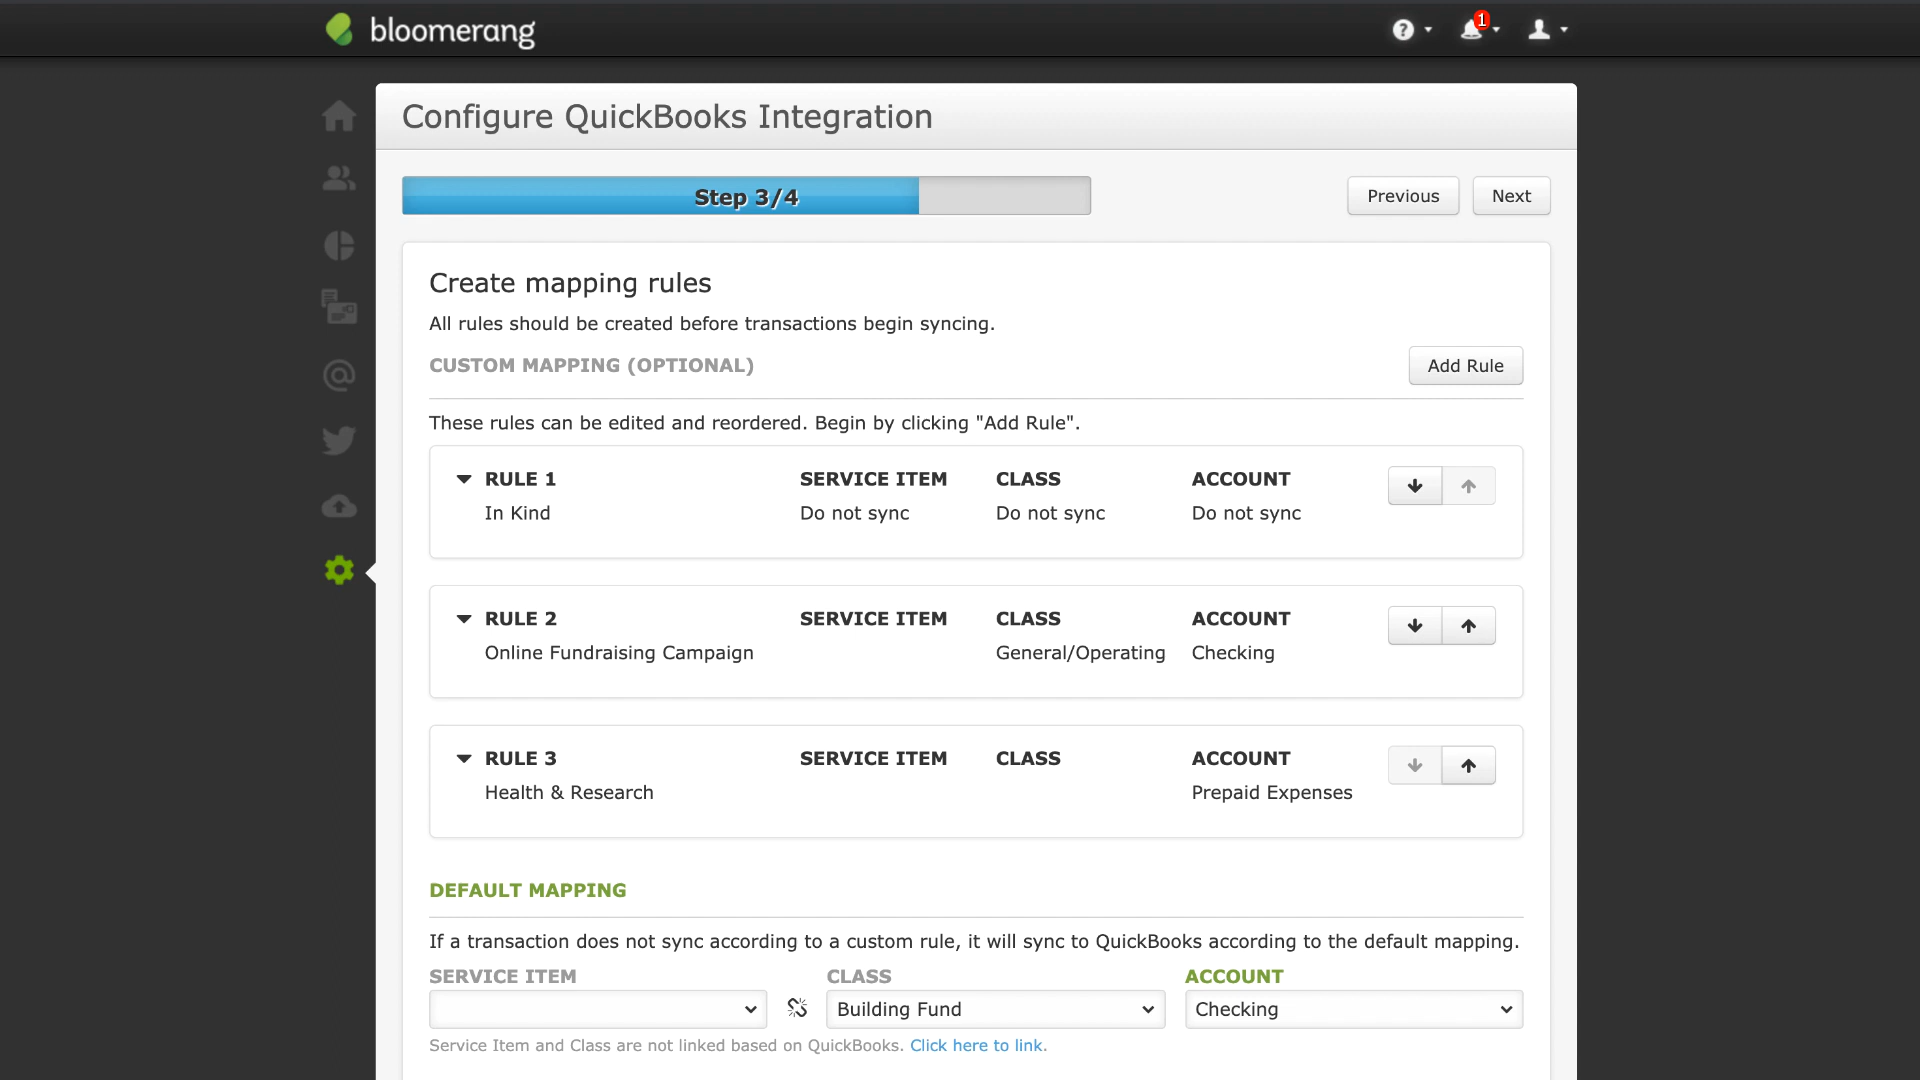 bloomerang
1
Configure QuickBooks Integration
Step 3/4
Previous
Next
Create mapping rules
All rules should be created before transactions begin syncing.
CUSTOM MAPPING (OPTIONAL)
Add Rule
These rules can be edited and reordered. Begin by clicking "Add Rule".
RULE 1 SERVICE ITEM CLASS ACCOUNT
In Kind Do not sync Do not sync Do not sync
RULE 2 SERVICE ITEM CLASS ACCOUNT
Online Fundraising Campaign General/Operating Checking
RULE 3 SERVICE ITEM CLASS ACCOUNT
Health & Research Prepaid Expenses
DEFAULT MAPPING
If a transaction does not sync according to a custom rule, it will sync to QuickBooks according to the default mapping.
SERVICE ITEM CLASS ACCOUNT
Building Fund Checking
Service Item and Class are not linked based on QuickBooks. Click here to link.